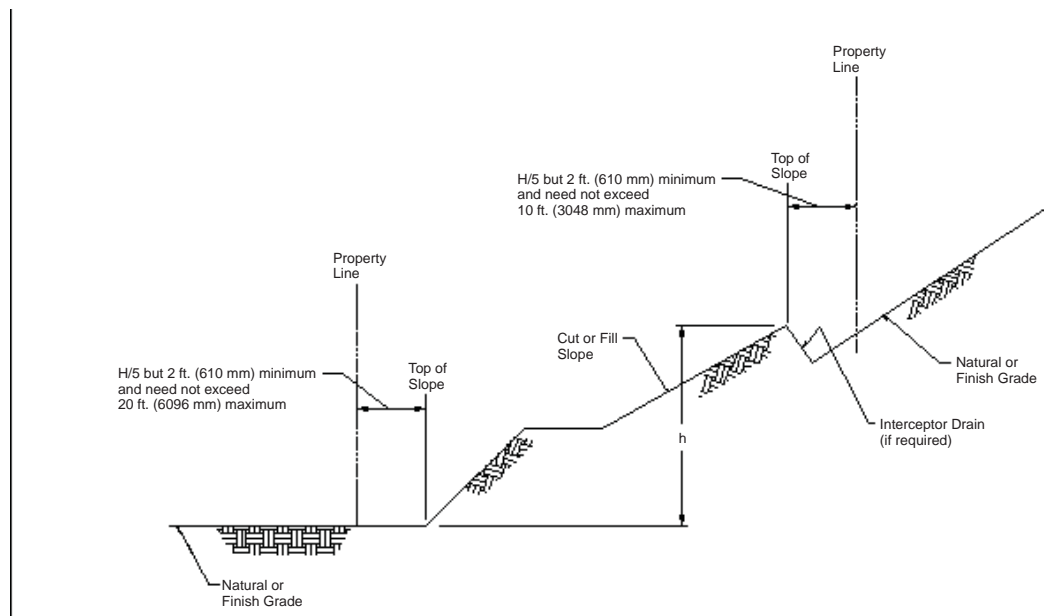 Property
Line
Top of
Slope
H/5 but 2 ft. (610 mm) minimum
and need not exceed
10 ft. (3048 mm) maximum
Property
Line
Cut or Fill
Slope
Natural or
Finish Grade
H/5 but 2 ft. (610 mm) minimum
and need not exceed
20 ft. (6096 mm) maximum
Top of
Slope
Interceptor Drain
(if required)
h
Natural or
Finish Grade